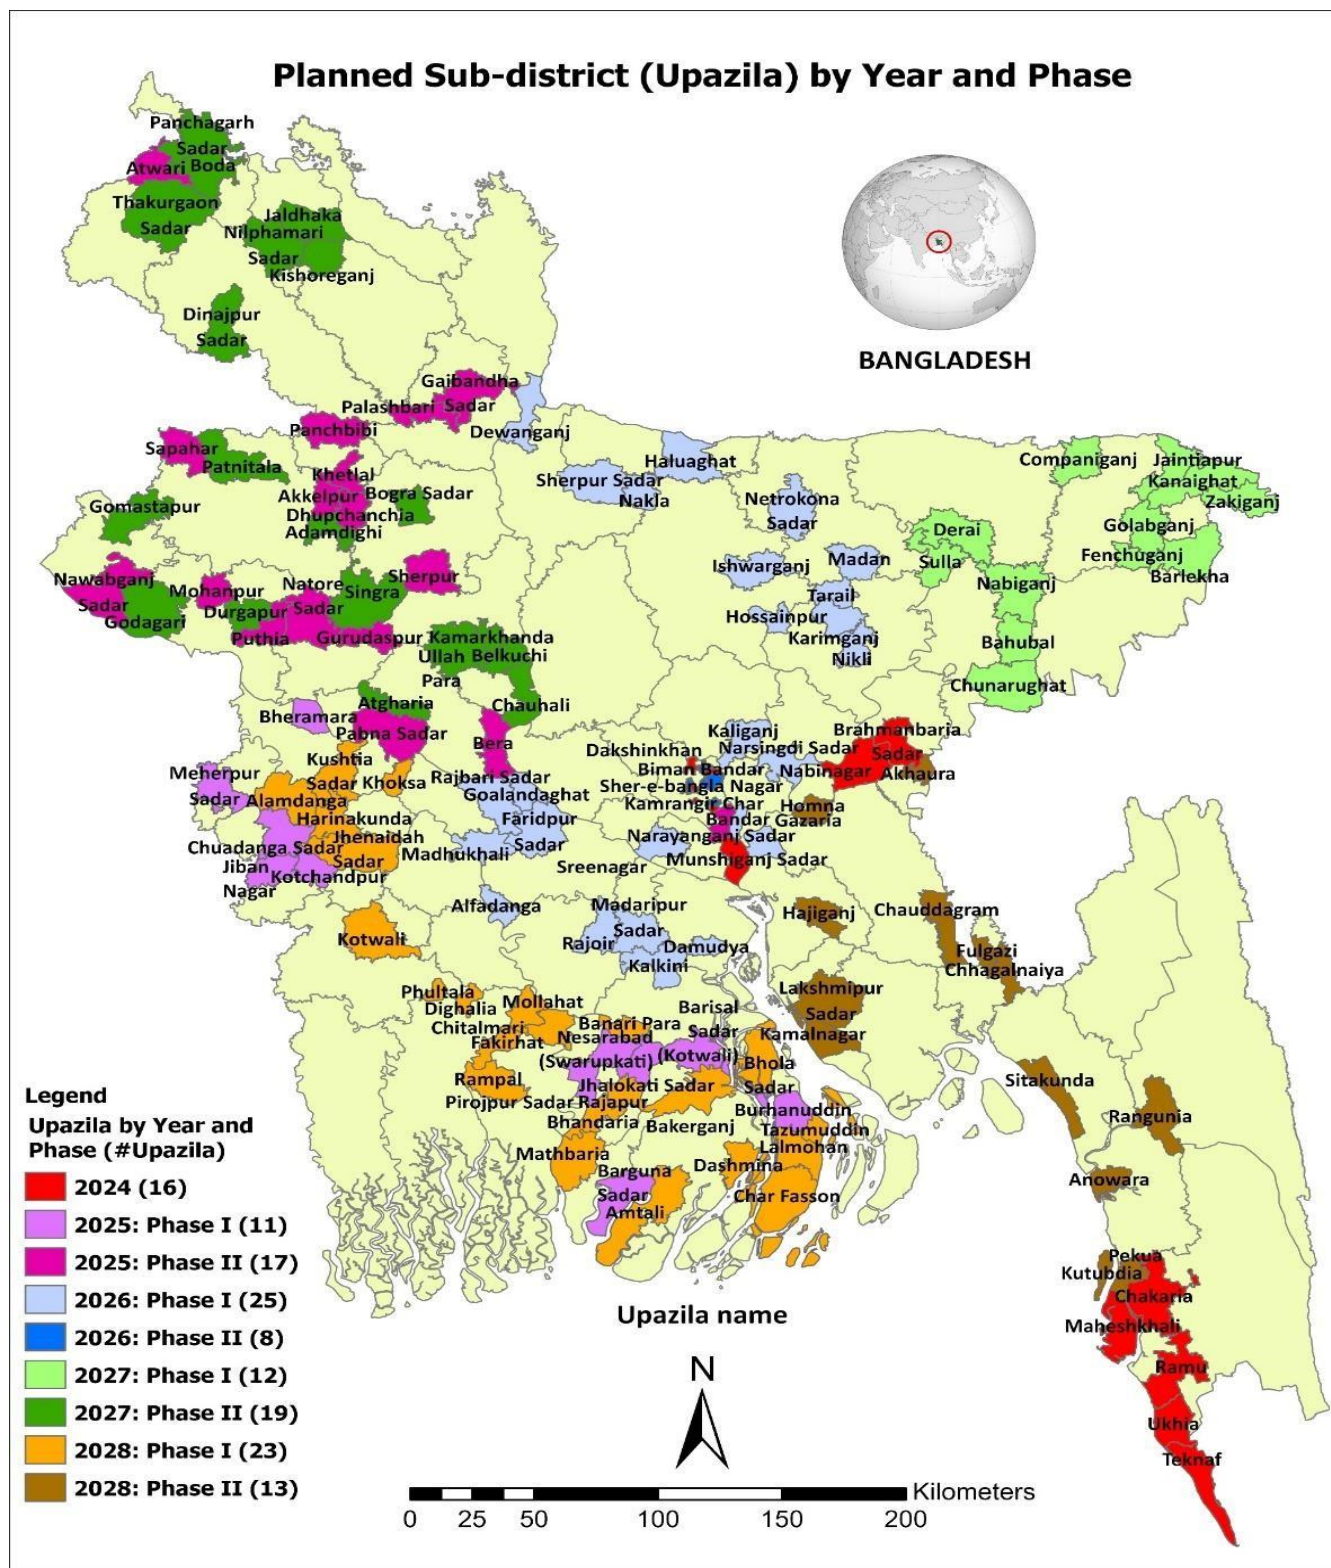 Planned Sub-district (Upazila) by Year and Phase
Panchagarh
Sadar
Atwari
Boda
Thakurgaon
Sadar
Jaldhaka
Nilphamari
Sadar
Kishoreganj
Dinajpur
Sadar
BANGLADESH
Gaibandha
Palashbari
Sadar
Panchbibi
Dewanganj
Sapahar
Patnitala
Khetlal
Haluaghat
Companiganj
Jaintiapur
Sherpur Sadar
Nakla
Kanaighat
Zakiganj
Akkelpur
Bogra Sadar
Netrokona
Sadar
Gomastapur
Dhupchanchia
Adamdighi
Derai
Golabganj
Sulla
Fenchuganj
Barlekha
Ishwarganj
Madan
Nawabganj
Sadar
Mohanpur
Natore
Sadar
Singra
Sherpur
Nabiganj
Tarail
Godagari
Durgapur
Hossainpur
Puthia
Gurudaspur
Kamarkhanda
Karimganj
Bahubal
Ullah
Para
Belkuchi
Nikli
Chunarughat
Atgharia
Chauhali
Bheramara
Pabna Sadar
Bera
Kaliganj
Brahmanbaria
Sadar
Dakshinkhan
Narsingdi Sadar
Kushtia
Sadar
Biman Bandar
Nabinagar
Akhaura
Meherpur
Sadar
Khoksa
Rajbari Sadar
Sher-e-bangla Nagar
Alamdanga
Goalandaghat
Kamrangir Char
Homna
Harinakunda
Faridpur
Sadar
Bandar
Gazaria
Jhenaidah
Sadar
Narayanganj Sadar
Chuadanga Sadar
Madhukhali
Munshiganj Sadar
Jiban
Nagar
Kotchandpur
Sreenagar
Alfadanga
Madaripur
Sadar
Hajiganj
Chauddagram
Kotwali
Rajoir
Damudya
Fulgazi
Kalkini
Chhagalnaiya
Phultala
Lakshmipur
Sadar
Dighalia
Mollahat
Barisal
Sadar
(Kotwali)
Chitalmari
Banari Para
Kamalnagar
Fakirhat
Nesarabad
(Swarupkati)
Bhola
Sadar
Rampal
Jhalokati Sadar
Sitakunda
Pirojpur Sadar
Rajapur
Burhanuddin
Rangunia
Bhandaria
Bakerganj
Tazumuddin
Mathbaria
Lalmohan
Barguna
Sadar
Dashmina
Anowara
Amtali
Char Fasson
Pekua
Kutubdia
Chakaria
Maheshkhali
Ramu
Ukhia
Teknaf
Legend
Upazila by Year and
Phase (#Upazila)
2024 (16)
2025: Phase I (11)
2025: Phase II (17)
2026: Phase I (25)
2026: Phase II (8)
2027: Phase I (12)
2027: Phase II (19)
2028: Phase I (23)
2028: Phase II (13)
Upazila name
N
Kilometers
0 25 50 100 150 200